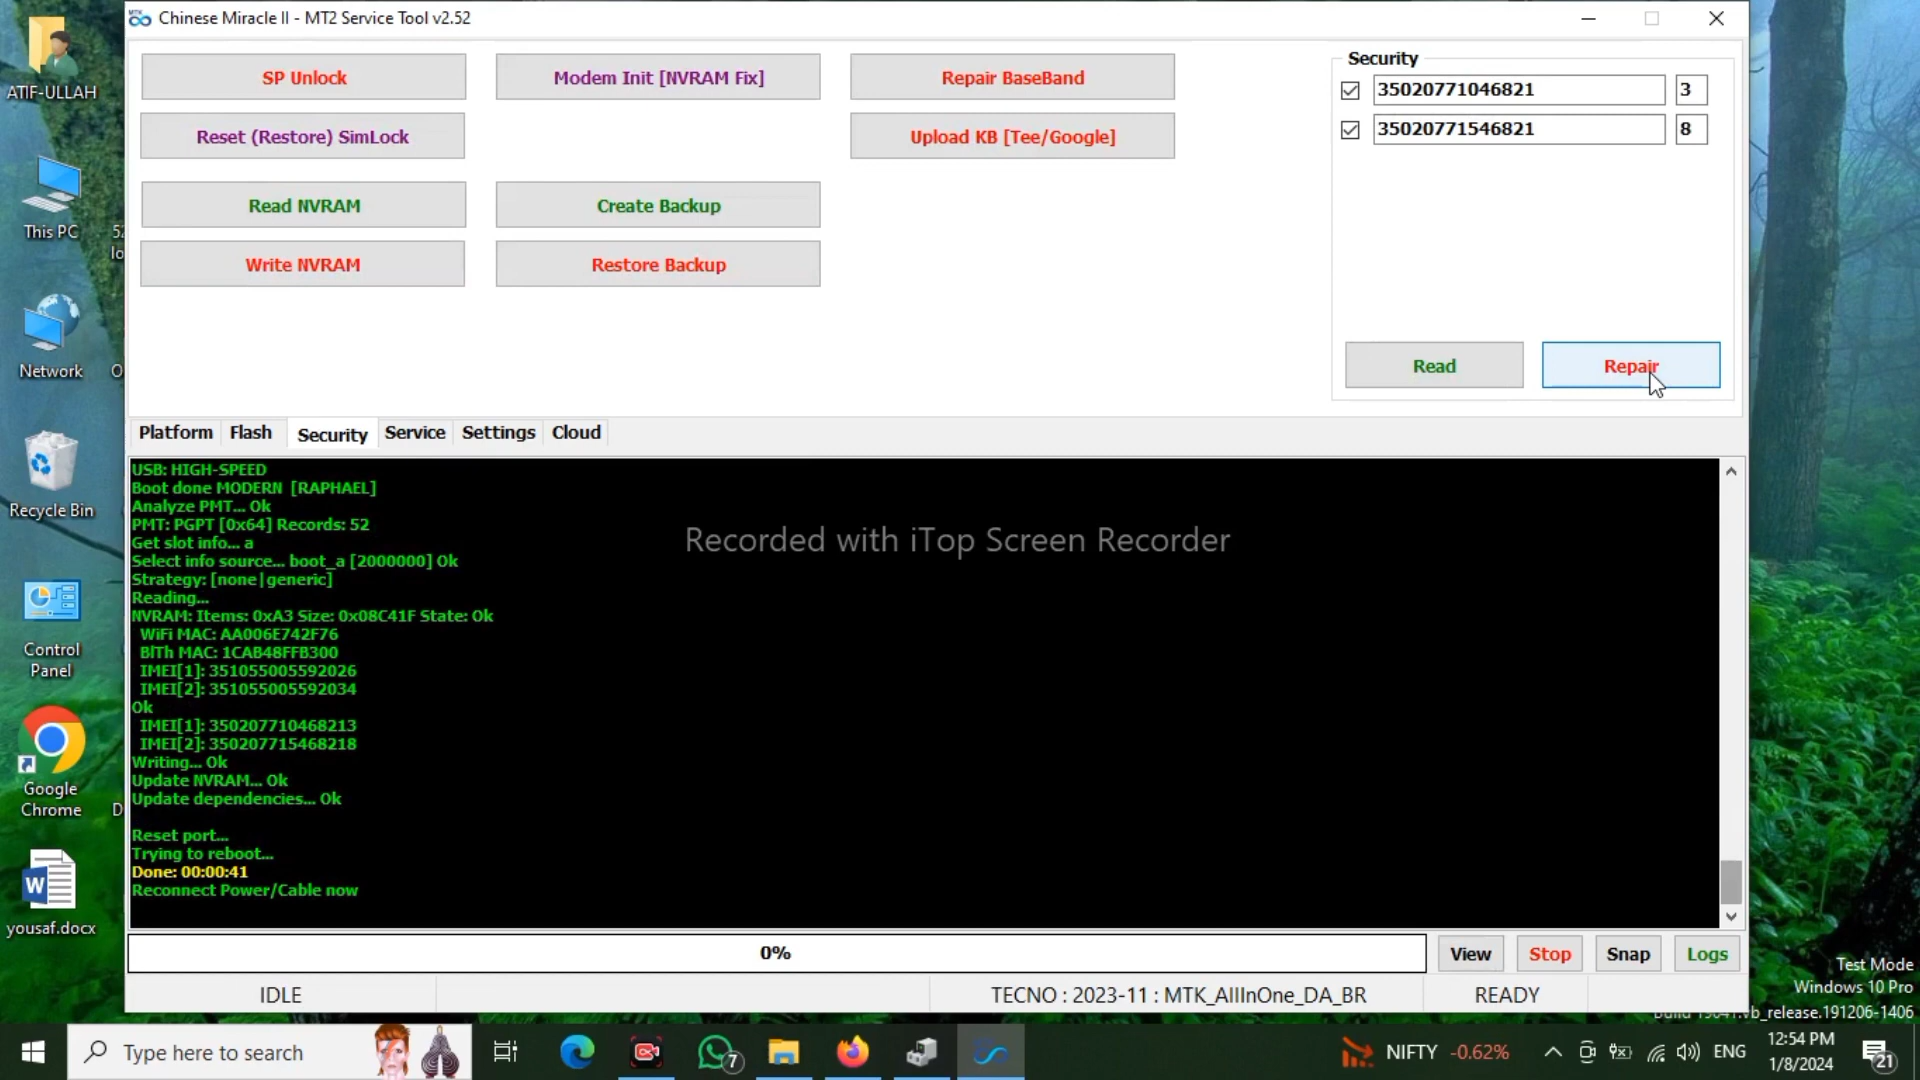 Chinese Miracle II - MT2 Service Tool v2.52
SP Unlock
Modem Init [NVRAM Fix]
Repair BaseBand
Reset (Restore) SimLock
Upload KB [Tee/Google]
Read NVRAM
Create Backup
Write NVRAM
Restore Backup
Security
35020771046821 3
35020771546821 8
Read
Repair
Platform Flash Security Service Settings Cloud
USB: HIGH-SPEED
Boot done MODERN [RAPHAEL]
Analyze PMT... Ok
PMT: PGPT [0x64] Records: 52
Get slot info... a
Select info source... boot_a [2000000] Ok
Strategy: [none|generic]
Reading...
NVRAM: Items: 0xA3 Size: 0x08C41F State: Ok
WiFi MAC: AA006E742F76
BlTh MAC: 1CAB48FFB300
IMEI[1]: 351055005592026
IMEI[2]: 351055005592034
Ok
IMEI[1]: 350207710468213
IMEI[2]: 350207715468218
Writing... Ok
Update NVRAM... Ok
Update dependencies... Ok
Reset port...
Trying to reboot...
Done: 00:00:41
Reconnect Power/Cable now
Recorded with iTop Screen Recorder
0%
View
Stop
Snap
Logs
IDLE
TECNO : 2023-11 : MTK_AllInOne_DA_BR
READY
ATIF-ULLAH
This PC
Network
Recycle Bin
Control
Panel
Google
Chrome
yousaf.docx
Test Mode
Windows 10 Pro
Build 19041.vb_release.191206-1406
Type here to search
7
NIFTY -0.62%
ENG
12:54 PM
1/8/2024
21